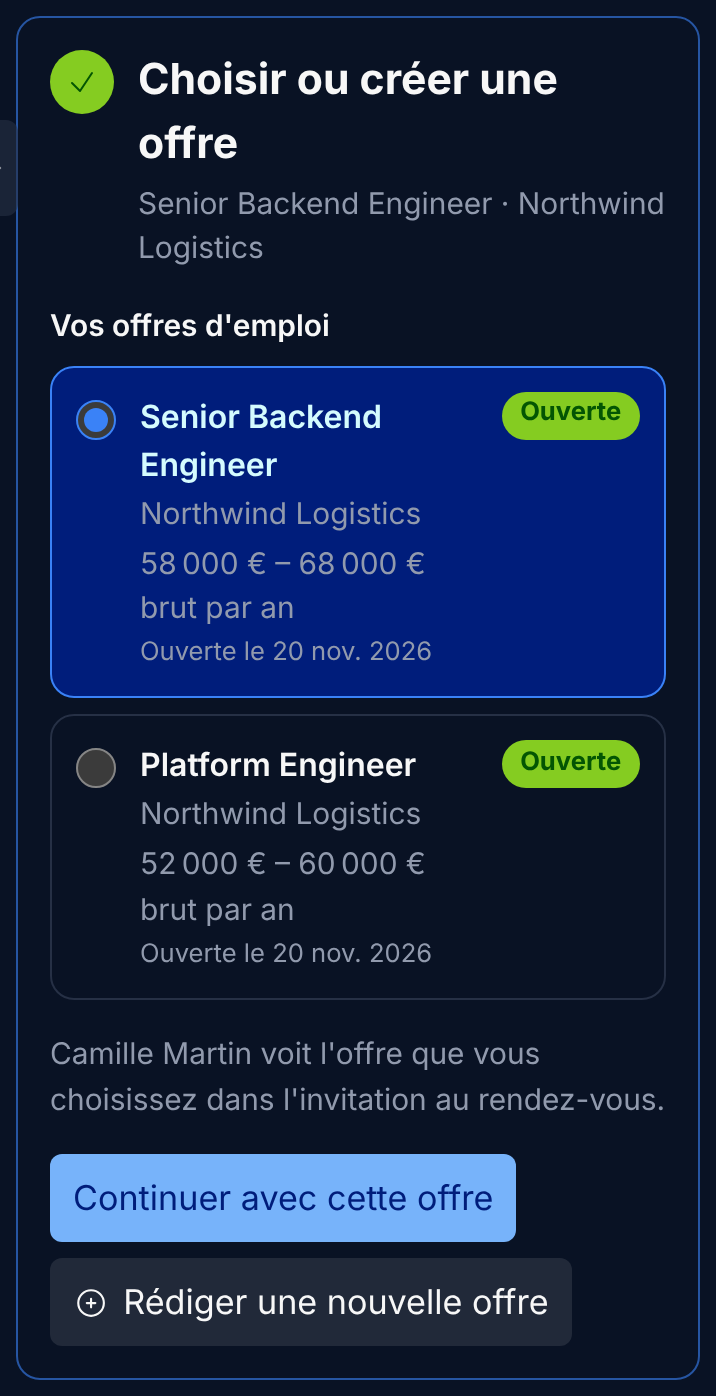 Choisir ou créer une
offre
Senior Backend Engineer · Northwind
Logistics
Vos offres d'emploi
Senior Backend
Engineer
Ouverte
Northwind Logistics
58 000 € – 68 000 €
brut par an
Ouverte le 20 nov. 2026
Platform Engineer
Ouverte
Northwind Logistics
52 000 € – 60 000 €
brut par an
Ouverte le 20 nov. 2026
Camille Martin voit l'offre que vous
choisissez dans l'invitation au rendez-vous.
Continuer avec cette offre
Rédiger une nouvelle offre